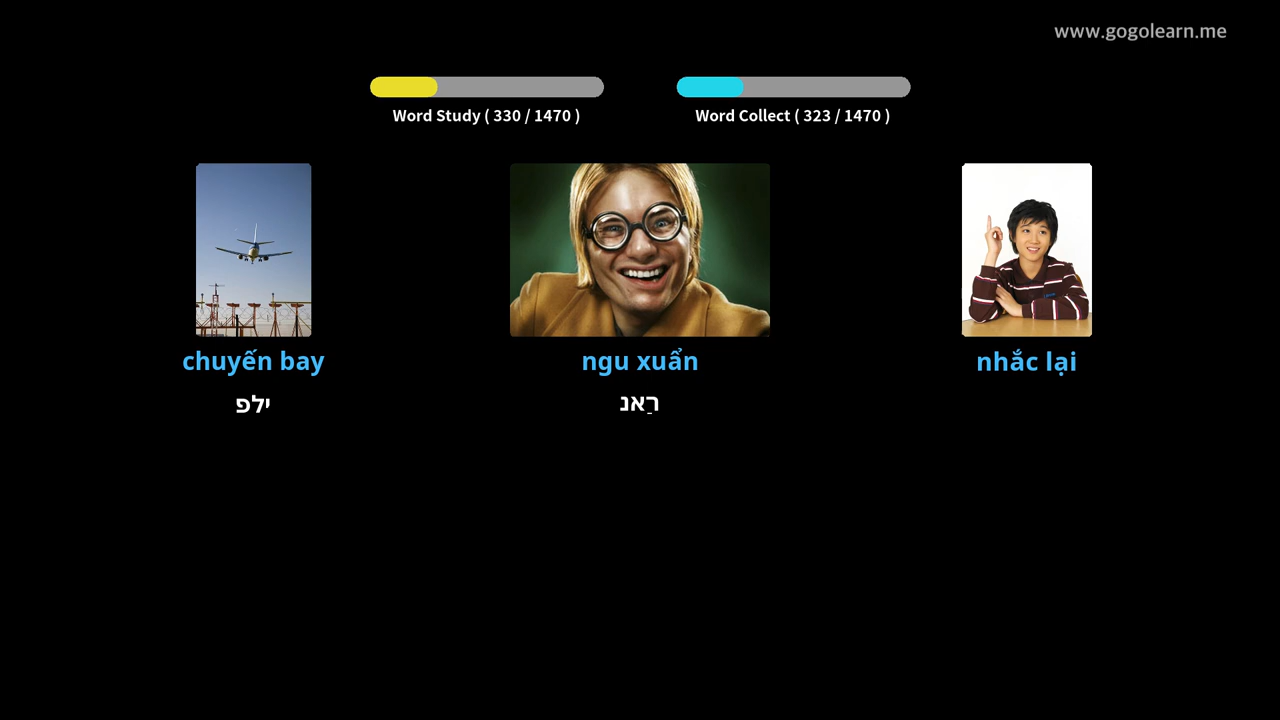 www.gogolearn.me
Word Study ( 330 / 1470 )
Word Collect ( 323 / 1470 )
chuyến bay
ילפ
ngu xuẩn
רַאנ
nhắc lại